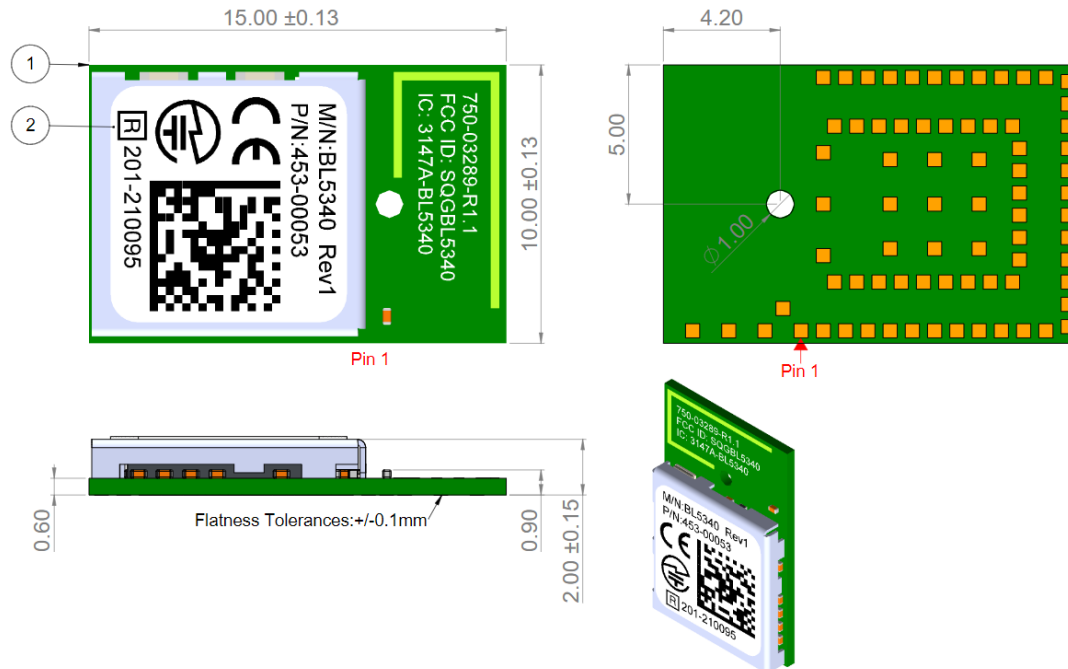 15.00 ±0.13
1
2
M/N:BL5340 Rev1
P/N:453-00053
CE
R 201-210095
750-03289-R1.1
FCC ID: SQGBL5340
IC: 3147A-BL5340
10.00 ±0.13
Pin 1
4.20
5.00
Ø1.00
Pin 1
0.60
Flatness Tolerances:+/-0.1mm
0.90
2.00 ±0.15
750-03289-R1.1
FCC ID: SQGBL5340
IC: 3147A-BL5340
M/N:BL5340 Rev1
P/N:453-00053
CE
R 201-210095